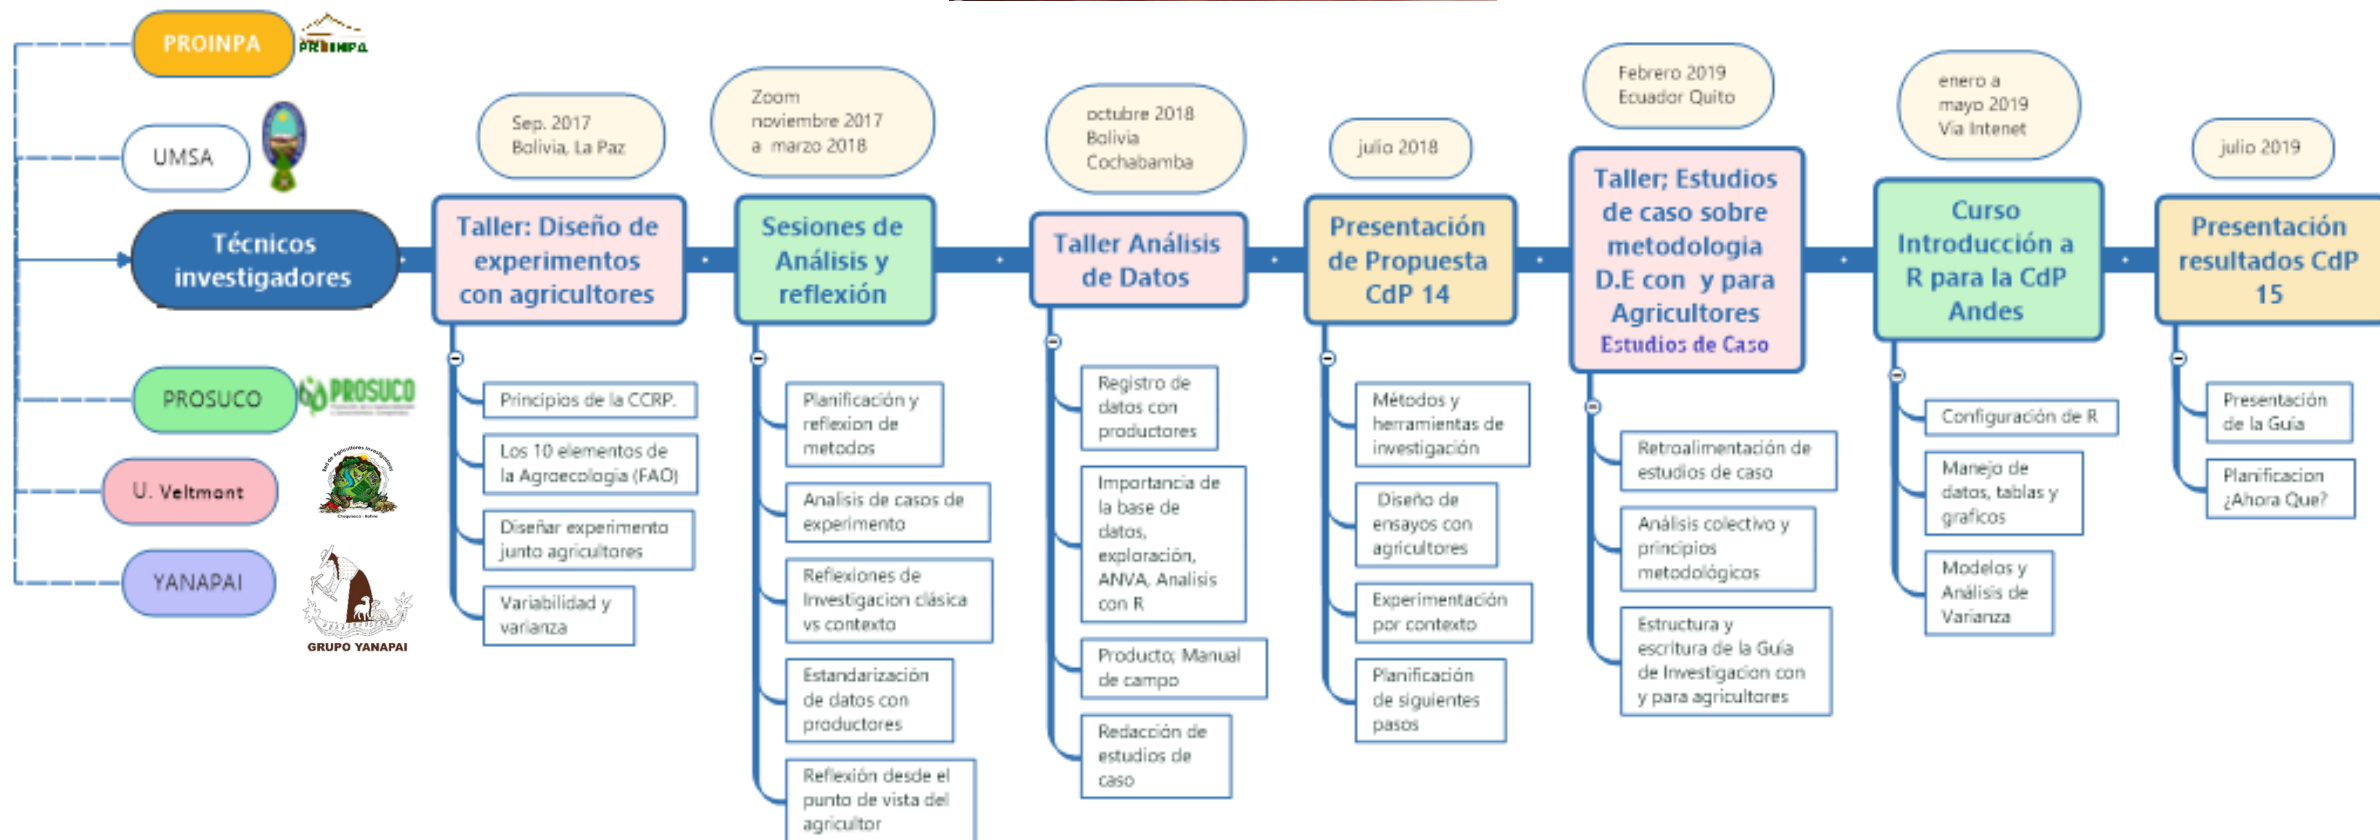 PROINPA
PROINPA
UMSA
Técnicos
investigadores
PROSUCO
PROSUCO
U. Veltmont
YANAPAI
GRUPO YANAPAI
Sep. 2017
Bolivia, La Paz
Taller: Diseño de
experimentos
con agricultores
Principios de la CCRP.
Los 10 elementos de
la Agroecologia (FAO)
Diseñar experimento
junto agricultores
Variabilidad y
varianza
Zoom
noviembre 2017
a marzo 2018
Sesiones de
Análisis y
reflexión
Planificación y
reflexion de
metodos
Analisis de casos de
experimento
Reflexiones de
Investigacion clásica
vs contexto
Estandarización
de datos con
productores
Reflexión desde el
punto de vista del
agricultor
octubre 2018
Bolivia
Cochabamba
Taller Análisis
de Datos
Registro de
datos con
productores
Importancia de
la base de
datos,
exploración,
ANVA, Analisis
con R
Producto; Manual
de campo
Redacción de
estudios de
caso
julio 2018
Presentación
de Propuesta
CdP 14
Métodos y
herramientas de
investigación
Diseño de
ensayos con
agricultores
Experimentación
por contexto
Planificación
de siguientes
pasos
Febrero 2019
Ecuador Quito
Taller; Estudios
de caso sobre
metodologia
D.E con y para
Agricultores
Estudios de Caso
Retroalimentación de
estudios de caso
Análisis colectivo y
principios
metodológicos
Estructura y
escritura de la Guía
de Investigacion con
y para agricultores
enero a
mayo 2019
Via Intenet
Curso
Introducción a
R para la CdP
Andes
Configuración de R
Manejo de
datos, tablas y
graficos
Modelos y
Análisis de
Varianza
julio 2019
Presentación
resultados CdP
15
Presentación
de la Guía
Planificacion
¿Ahora Que?